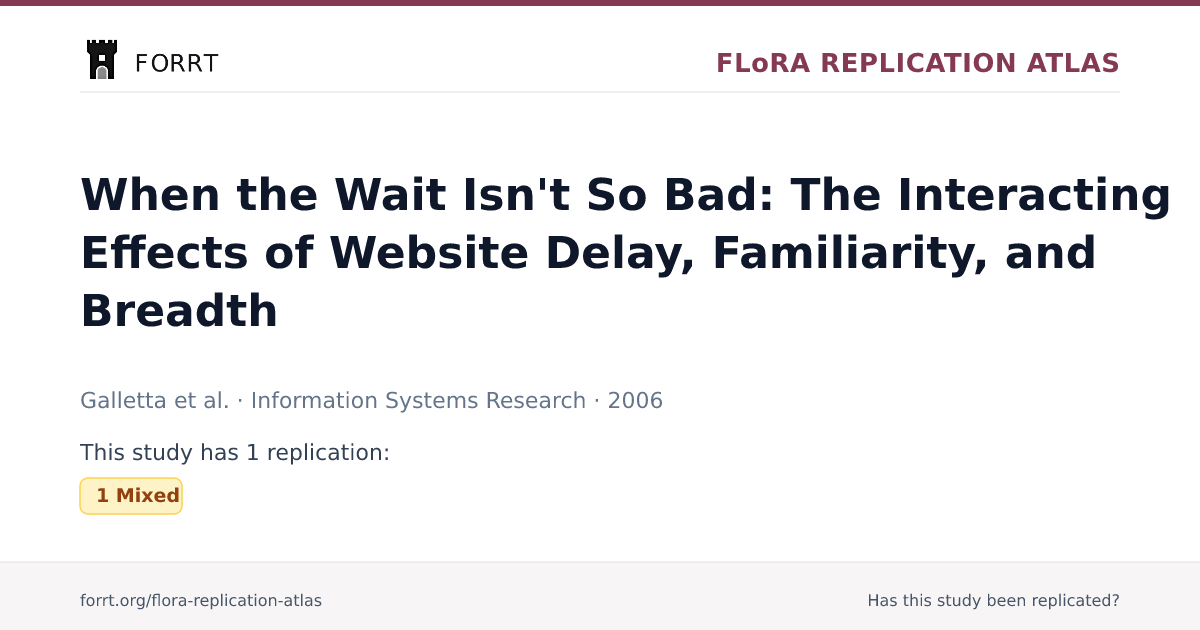 FORRT
FLoRA REPLICATION ATLAS
When the Wait Isn't So Bad: The Interacting
Effects of Website Delay, Familiarity, and
Breadth
Galletta et al. · Information Systems Research · 2006
This study has 1 replication:
1 Mixed
forrt.org/flora-replication-atlas
Has this study been replicated?